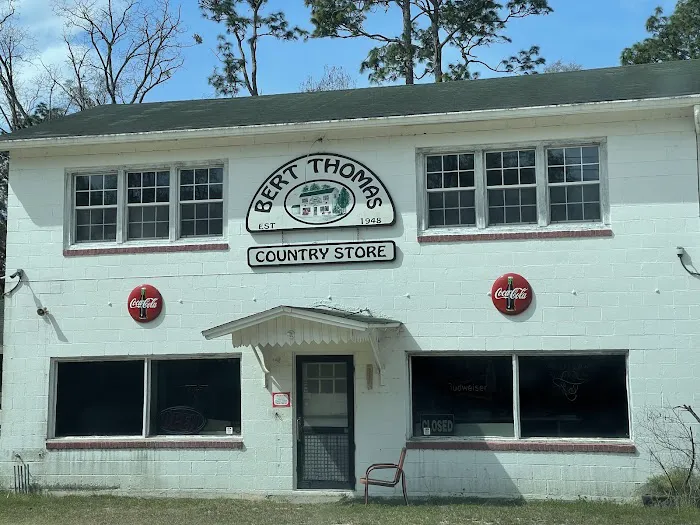 BERT THOMAS
EST 1948
COUNTRY STORE
Coca-Cola
Coca-Cola
Budweiser
CLOSED